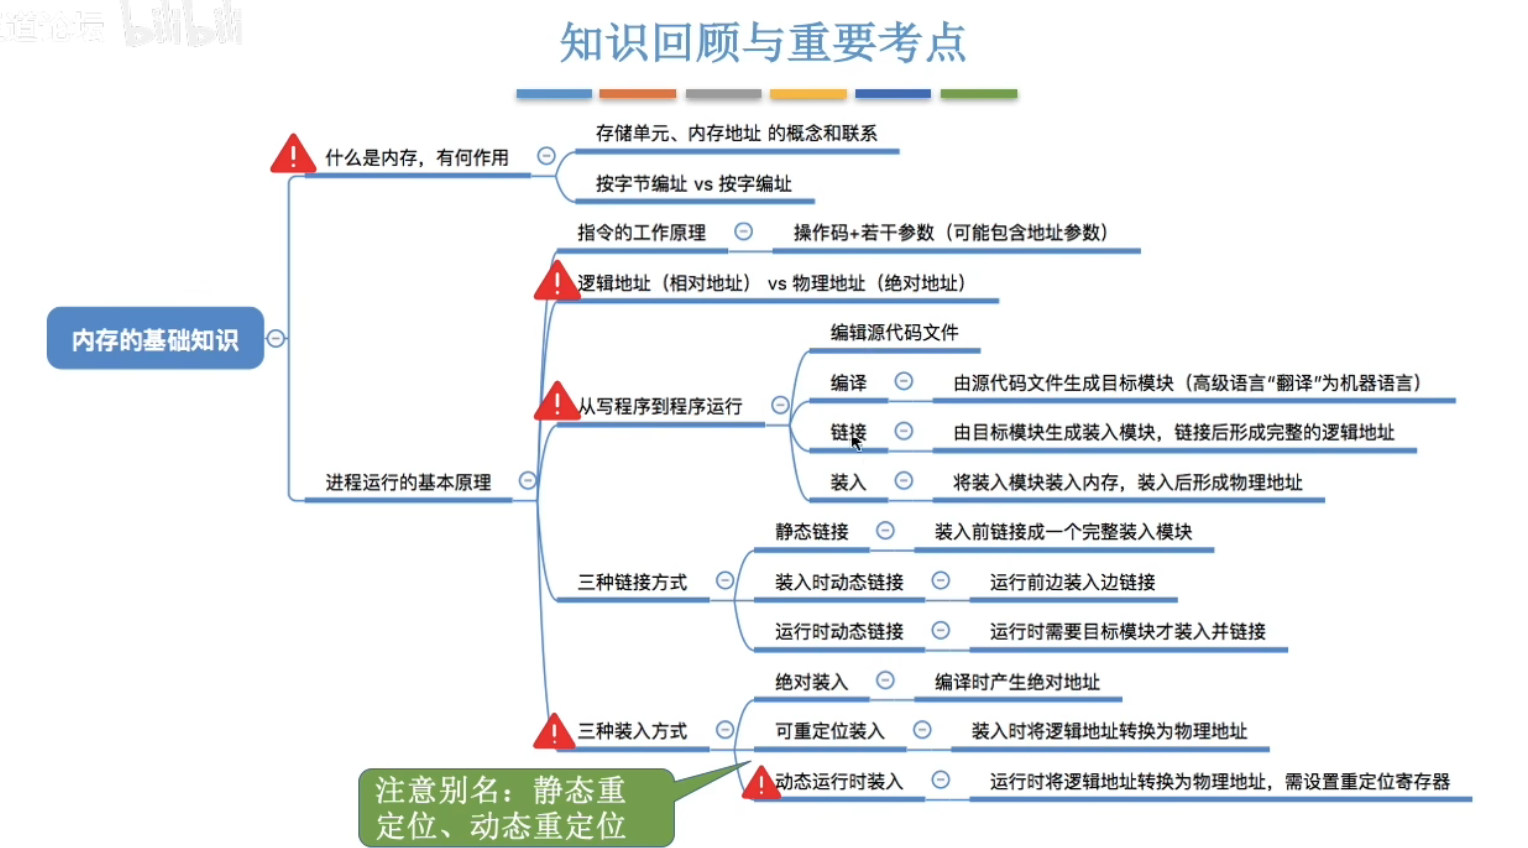 道论坛 bilibili
知识回顾与重要考点
存储单元、内存地址 的概念和联系
什么是内存，有何作用
按字节编址 vs 按字编址
指令的工作原理
操作码+若干参数（可能包含地址参数）
逻辑地址（相对地址） vs 物理地址（绝对地址）
编辑源代码文件
内存的基础知识
编译
由源代码文件生成目标模块（高级语言“翻译”为机器语言）
从写程序到程序运行
链接
由目标模块生成装入模块，链接后形成完整的逻辑地址
进程运行的基本原理
装入
将装入模块装入内存，装入后形成物理地址
静态链接
装入前链接成一个完整装入模块
三种链接方式
装入时动态链接
运行前边装入边链接
运行时动态链接
运行时需要目标模块才装入并链接
绝对装入
编译时产生绝对地址
三种装入方式
可重定位装入
装入时将逻辑地址转换为物理地址
动态运行时装入
运行时将逻辑地址转换为物理地址，需设置重定位寄存器
注意别名：静态重
定位、动态重定位